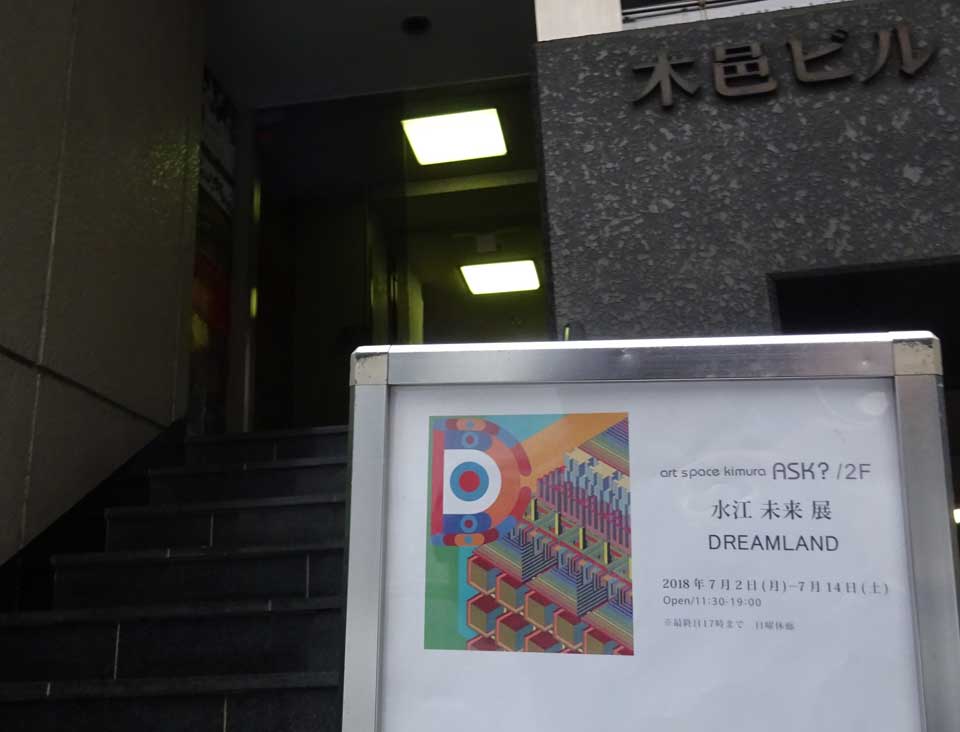 木邑ビル
D
art space kimura ASK? /2F
水江 未来 展
DREAMLAND
2018年7月2日(月)−7月14日(土)
Open/11:30-19:00
※最終日17時まで 日曜休廊